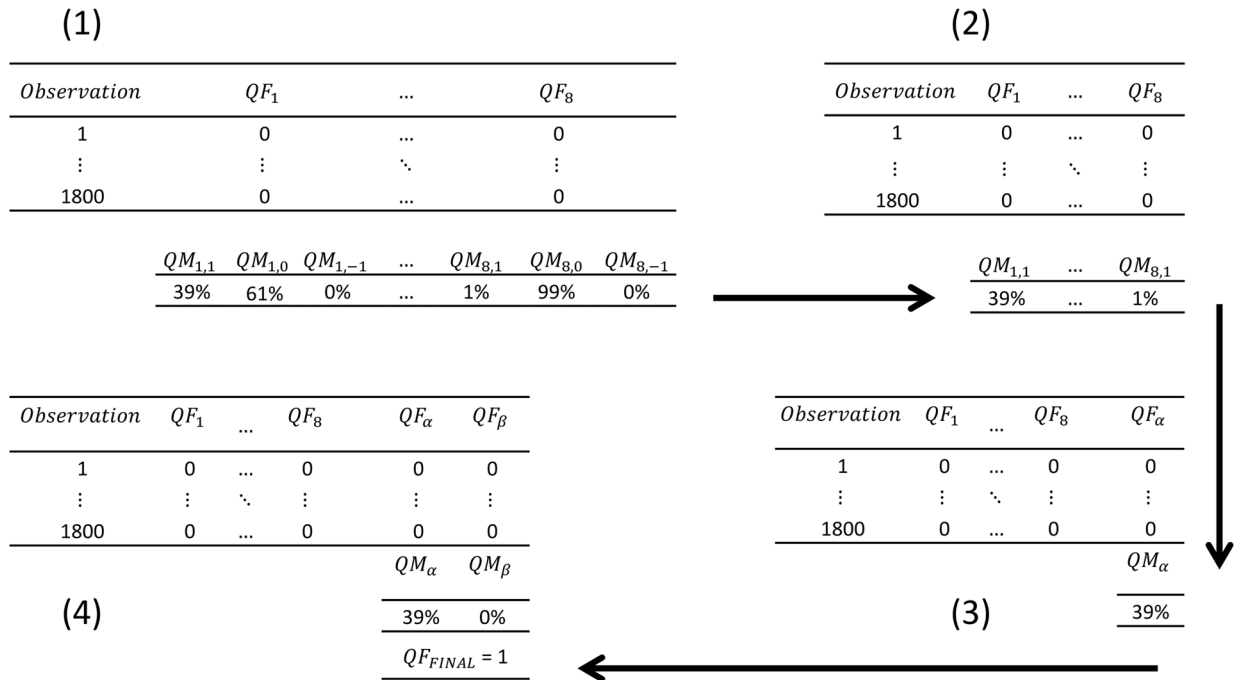 (1)
Observation QF₁ ... QF₈
1 0 ... 0
⋮ ⋮ ⋱ ⋮
1800 0 ... 0
QM₁,₁ QM₁,₀ QM₁,₋₁ ... QM₈,₁ QM₈,₀ QM₈,₋₁
39% 61% 0% ... 1% 99% 0%
(2)
Observation QF₁ ... QF₈
1 0 ... 0
⋮ ⋮ ⋱ ⋮
1800 0 ... 0
QM₁,₁ ... QM₈,₁
39% ... 1%
Observation QF₁ ... QF₈ QFα
1 0 ... 0 0
⋮ ⋮ ⋱ ⋮ ⋮
1800 0 ... 0 0
QMα
(3)
39%
Observation QF₁ ... QF₈ QFα QFᵦ
1 0 ... 0 0 0
⋮ ⋮ ⋱ ⋮ ⋮ ⋮
1800 0 ... 0 0 0
QMα QMᵦ
(4)
39% 0%
QF_FINAL = 1